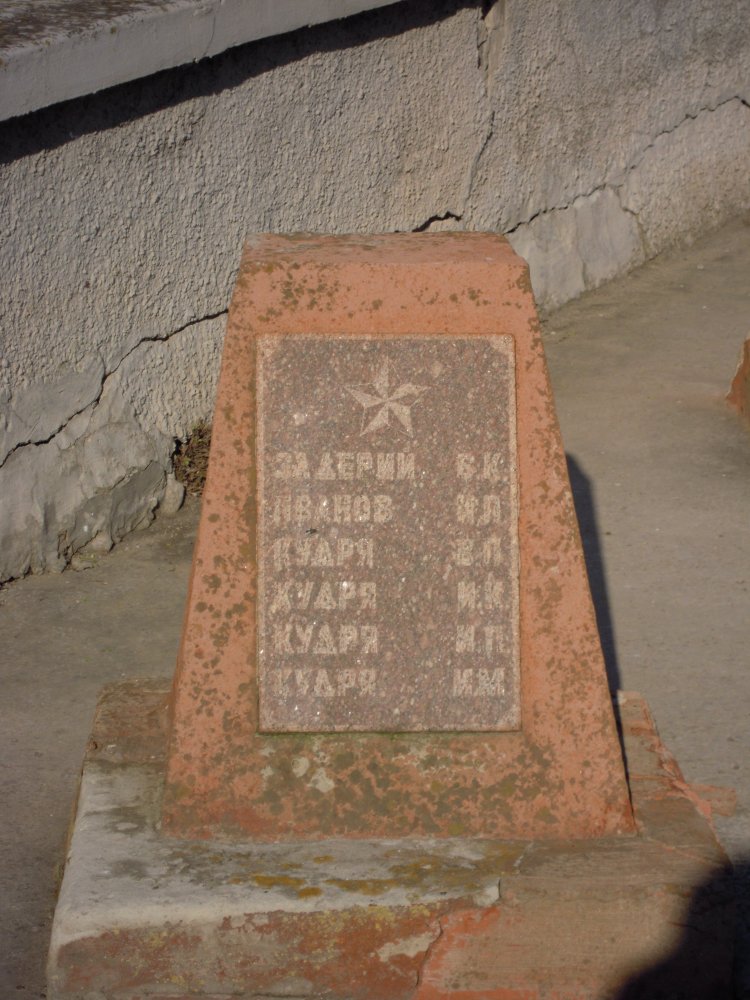 ЗАДЕРИЙ Б.К.
ИВАНОВ И.Л.
КУДРЯ В.П.
КУДРЯ И.И.
КУДРЯ И.П.
КУДРЯ И.М.